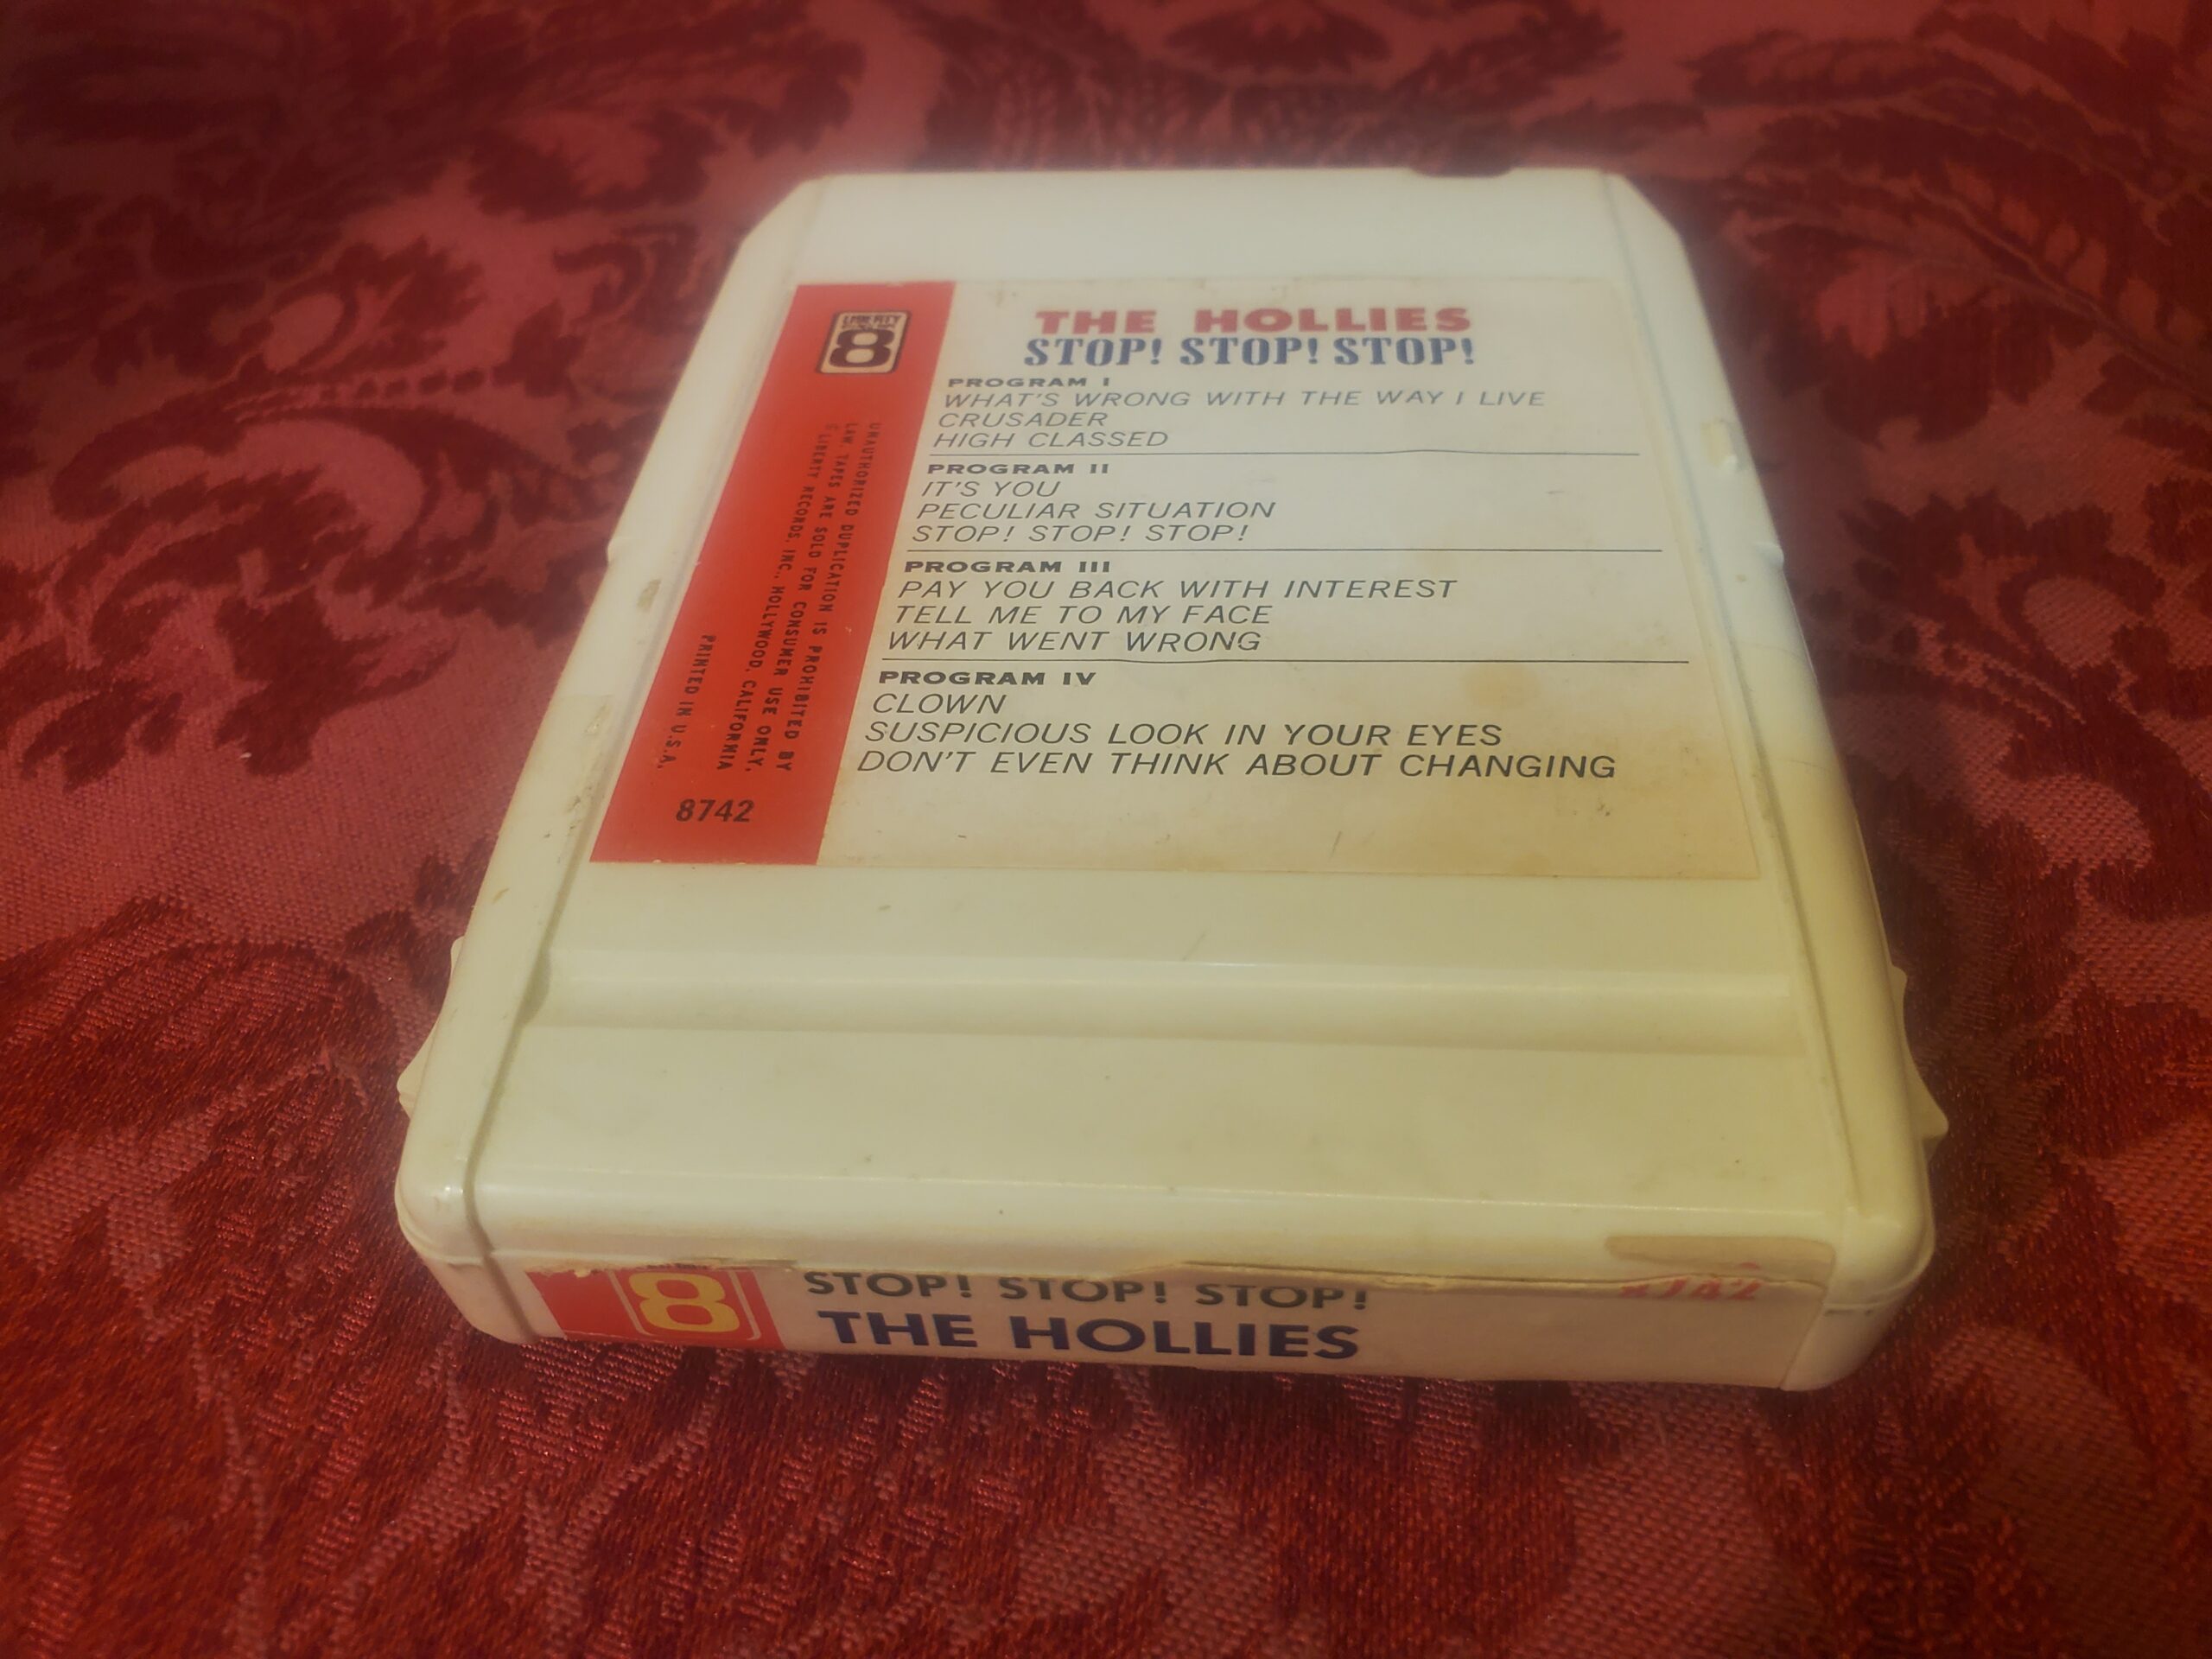 LIBERTY
8
THE HOLLIES
STOP! STOP! STOP!
PROGRAM I
WHAT'S WRONG WITH THE WAY I LIVE
CRUSADER
HIGH CLASSED
PROGRAM II
IT'S YOU
PECULIAR SITUATION
STOP! STOP! STOP!
PROGRAM III
PAY YOU BACK WITH INTEREST
TELL ME TO MY FACE
WHAT WENT WRONG
PROGRAM IV
CLOWN
SUSPICIOUS LOOK IN YOUR EYES
DON'T EVEN THINK ABOUT CHANGING
UNAUTHORIZED DUPLICATION IS PROHIBITED BY
LAW. TAPES ARE SOLD FOR CONSUMER USE ONLY.
© LIBERTY RECORDS, INC., HOLLYWOOD, CALIFORNIA
PRINTED IN U.S.A.
8742
8
STOP! STOP! STOP!
THE HOLLIES